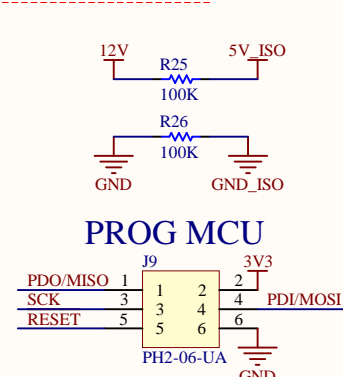 12V 5V_ISO
R25
100K
R26
100K
GND GND_ISO
PROG MCU
J9 3V3
PDO/MISO 1 1 2 2
SCK 3 3 4 4 PDI/MOSI
RESET 5 5 6 6
PH2-06-UA
GND